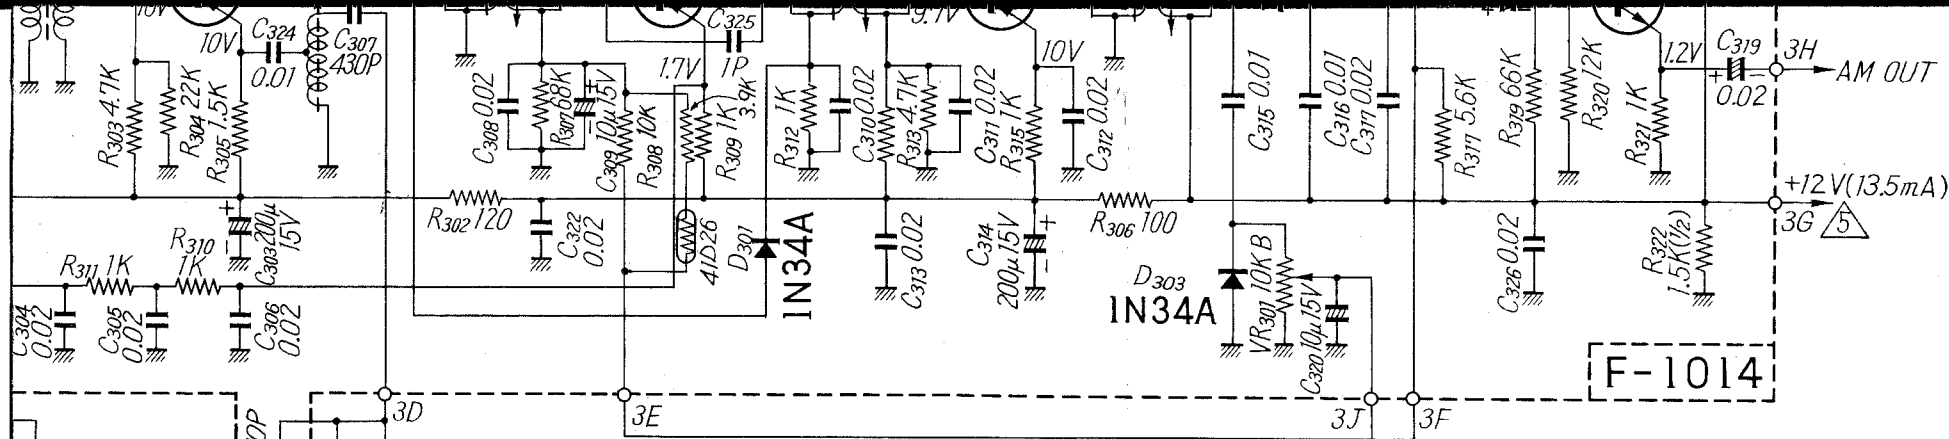 10V
10V
C324
0.01
C307
430P
R303 4.7K
R304 22K
R305 1.5K
C308 0.02
R307 68K
C309 10µ 15V
R308 10K
1.7V
C325
1P
3.9K
R309 1K
R312 1K
C310 0.02
9.1V
R313 4.7K
C311 0.02
R315 1K
10V
C312 0.02
C315 0.01
C316 0.01
C317 0.02
R317 5.6K
R319 66K
R320 12K
R321 1K
1.2V
C319
+ -
0.02
3H
AM OUT
+12V(13.5mA)
3G
5
R302 120
C303 200µ
15V
R310
1K
R311 1K
C304
0.02
C305
0.02
C306
0.02
C322
0.02
41D26
D301
1N34A
C313 0.02
C314
200µ 15V
R306 100
D303
1N34A
VR301 10KB
C320 10µ 15V
C326 0.02
R322
1.5K(½)
F-1014
3D
3E
3J
3F
0P